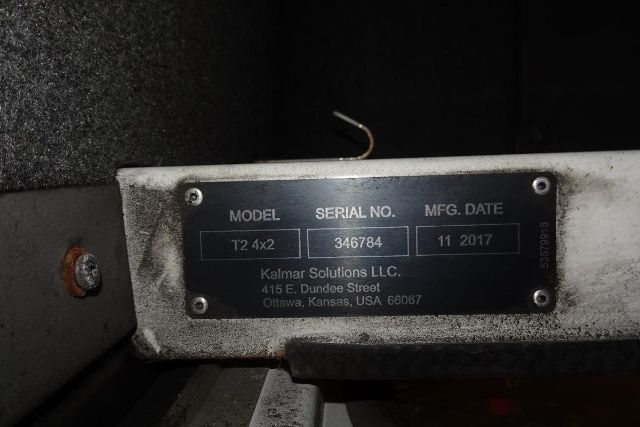 MODEL SERIAL NO. MFG. DATE
T2 4x2 346784 11 2017
Kalmar Solutions LLC.
415 E. Dundee Street
Ottawa, Kansas, USA 66067
53579916